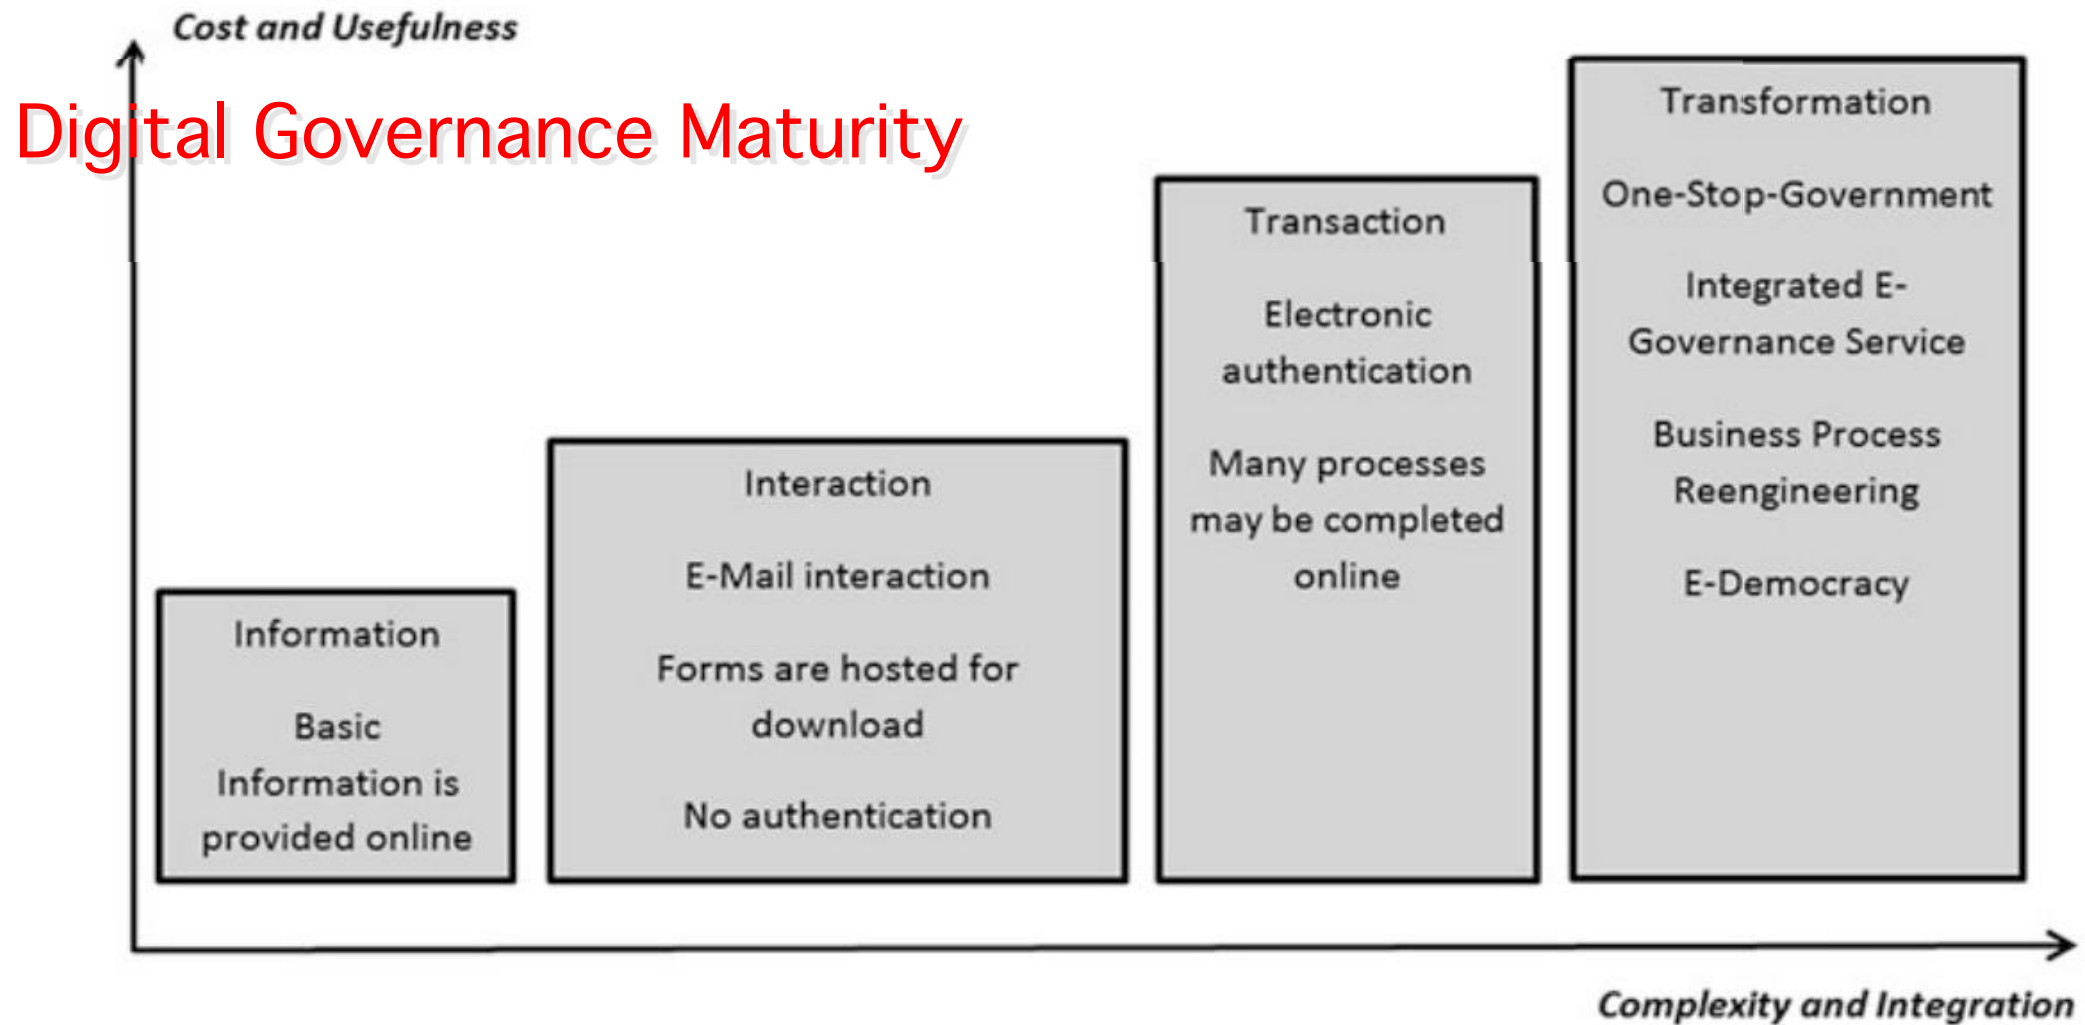 Cost and Usefulness
Digital Governance Maturity
Information
Basic
Information is
provided online
Interaction
E-Mail interaction
Forms are hosted for
download
No authentication
Transaction
Electronic
authentication
Many processes
may be completed
online
Transformation
One-Stop-Government
Integrated E-
Governance Service
Business Process
Reengineering
E-Democracy
Complexity and Integration